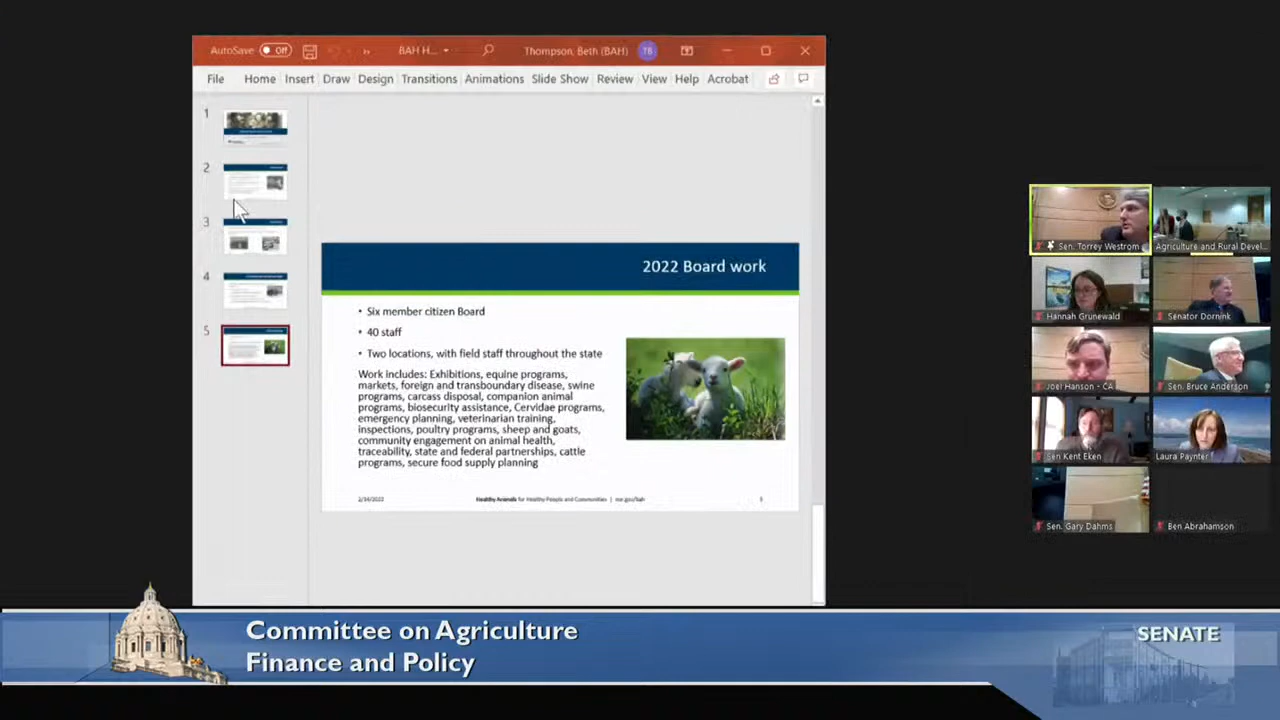 AutoSave Off BAH H... Thompson, Beth (BAH) TB
File Home Insert Draw Design Transitions Animations Slide Show Review View Help Acrobat
1
2
3
4
5
2022 Board work
• Six member citizen Board
• 40 staff
• Two locations, with field staff throughout the state
Work includes: Exhibitions, equine programs,
markets, foreign and transboundary disease, swine
programs, carcass disposal, companion animal
programs, biosecurity assistance, Cervidae programs,
emergency planning, veterinarian training,
inspections, poultry programs, sheep and goats,
community engagement on animal health,
traceability, state and federal partnerships, cattle
programs, secure food supply planning
Healthy Animals for Healthy People and Communities | mn.gov/bah
Sen. Torrey Westrom
Agriculture and Rural Devel...
Hannah Grunewald
Senator Dornink
Joel Hanson - CA
Sen. Bruce Anderson
Sen Kent Eken
Laura Paynter
Sen. Gary Dahms
Ben Abrahamson
Committee on Agriculture
Finance and Policy
SENATE